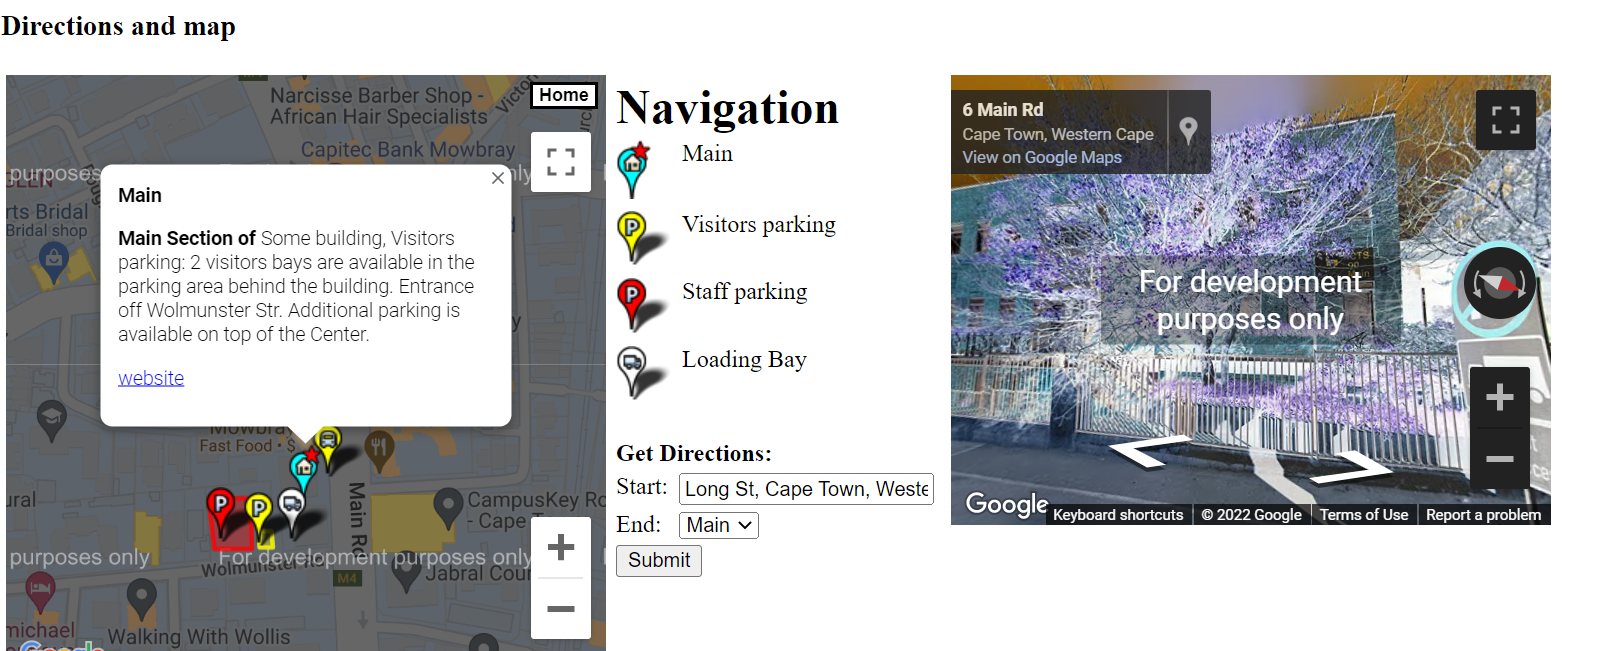 Directions and map
Narcisse Barber Shop -
African Hair Specialists
Victor
Home
Capitec Bank Mowbray
purposes
nly
rts Bridal
Bridal shop
Main
Main Section of Some building, Visitors
parking: 2 visitors bays are available in the
parking area behind the building. Entrance
off Wolmunster Str. Additional parking is
available on top of the Center.
website
Mowbra
Fast Food • $
ural
Main Rd
CampusKey Ro
- Cape T
purposes only
For development purposes only
Wolmunster Rd
M4
Jabral Cour
michael
Walking With Wollis
Google
Navigation
Main
Visitors parking
Staff parking
Loading Bay
Get Directions:
Start: Long St, Cape Town, Weste
End: Main
Submit
6 Main Rd
Cape Town, Western Cape
View on Google Maps
For development
purposes only
Google
Keyboard shortcuts
© 2022 Google
Terms of Use
Report a problem